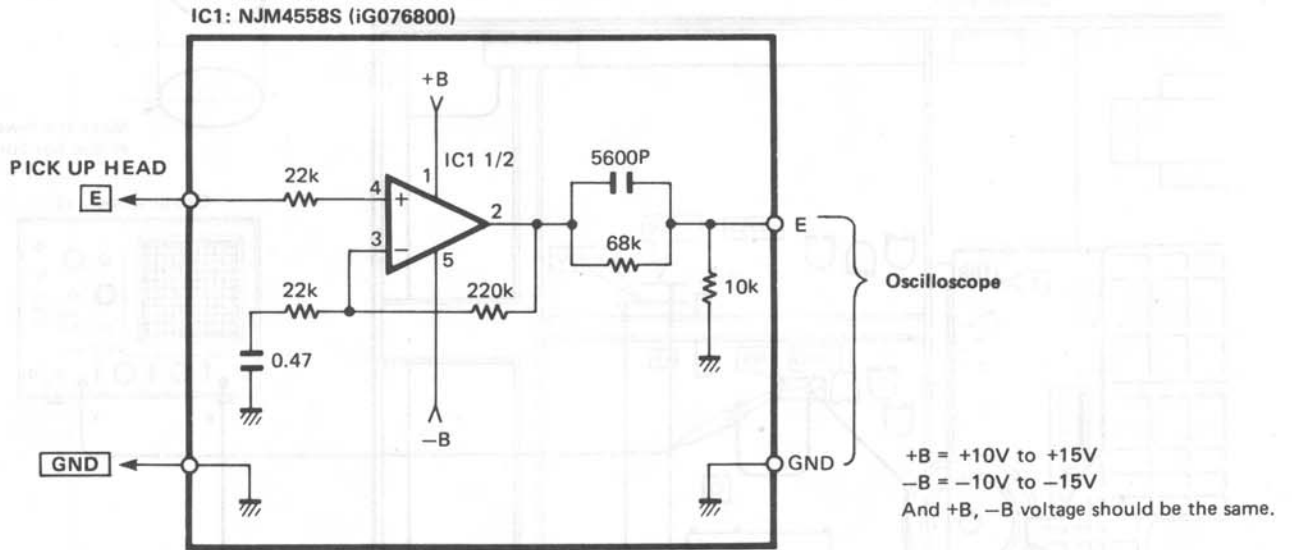 IC1: NJM4558S (iG076800)
+B
IC1 1/2
5600P
PICK UP HEAD
E
22k
4
+
1
2
3
−
5
68k
E
22k
220k
10k
Oscilloscope
0.47
−B
GND
GND
+B = +10V to +15V
−B = −10V to −15V
And +B, −B voltage should be the same.